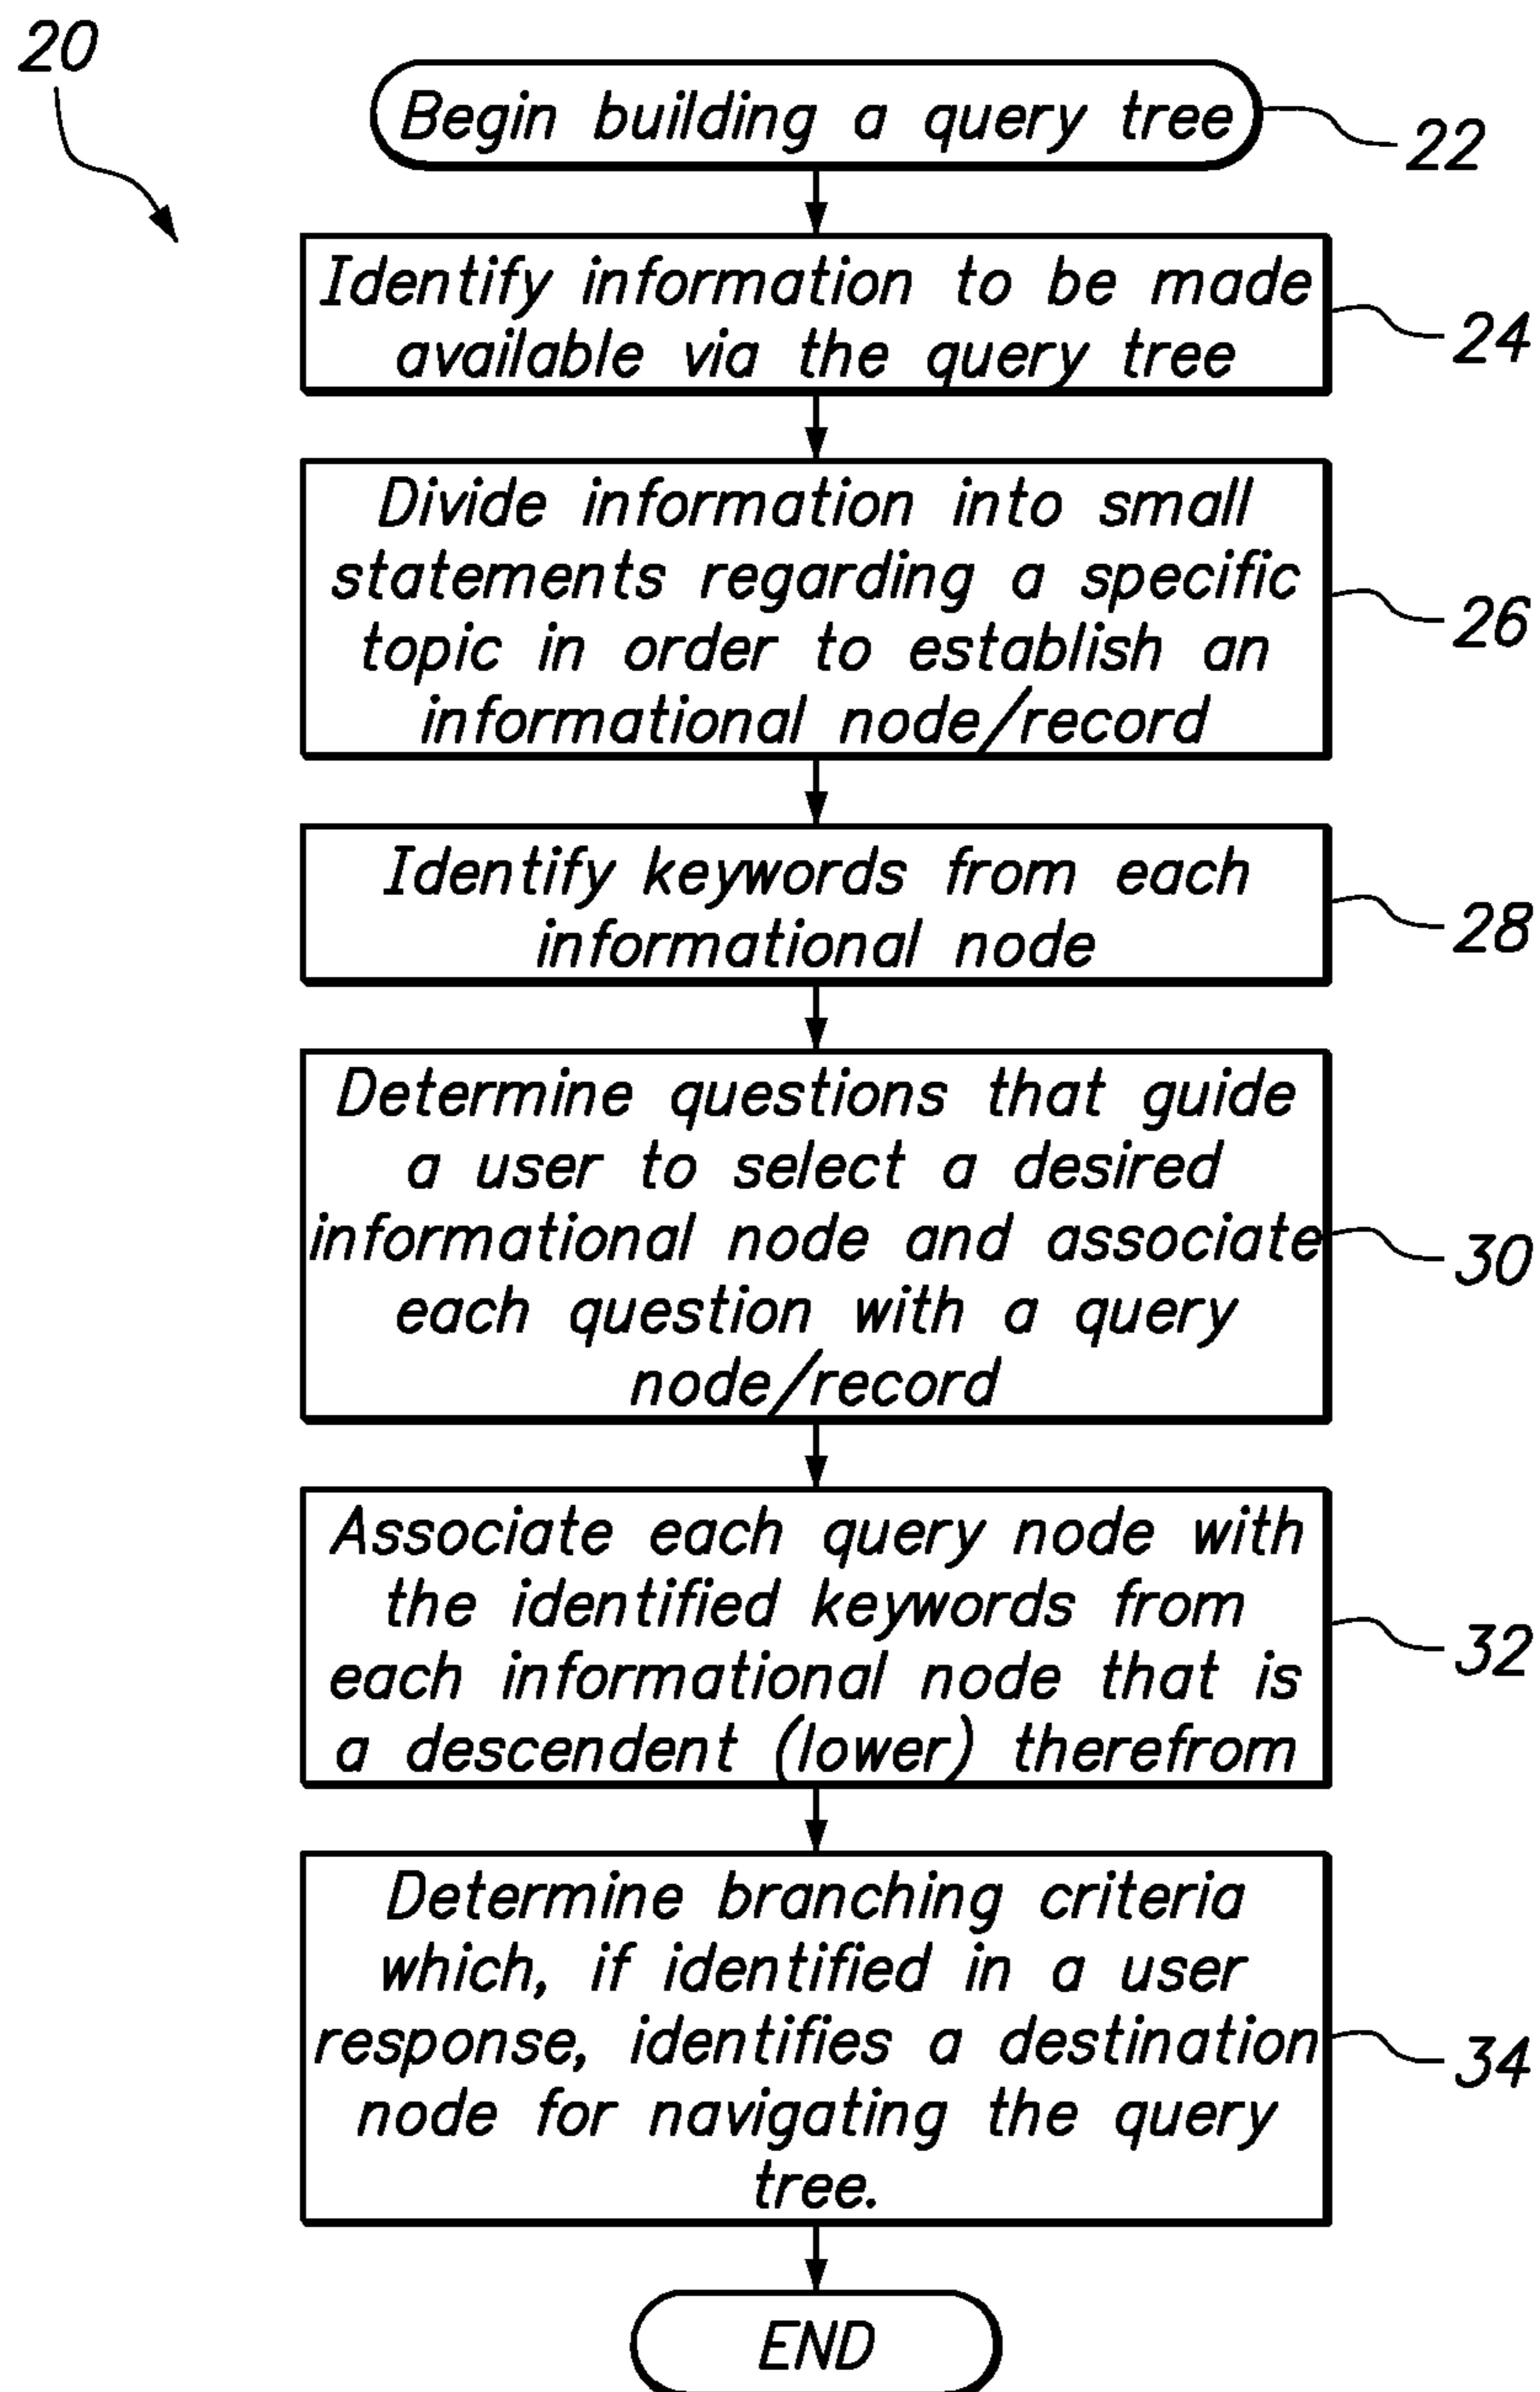 20
Begin building a query tree
22
Identify information to be made
available via the query tree
24
Divide information into small
statements regarding a specific
topic in order to establish an
informational node/record
26
Identify keywords from each
informational node
28
Determine questions that guide
a user to select a desired
informational node and associate
each question with a query
node/record
30
Associate each query node with
the identified keywords from
each informational node that is
a descendent (lower) therefrom
32
Determine branching criteria
which, if identified in a user
response, identifies a destination
node for navigating the query
tree.
34
END